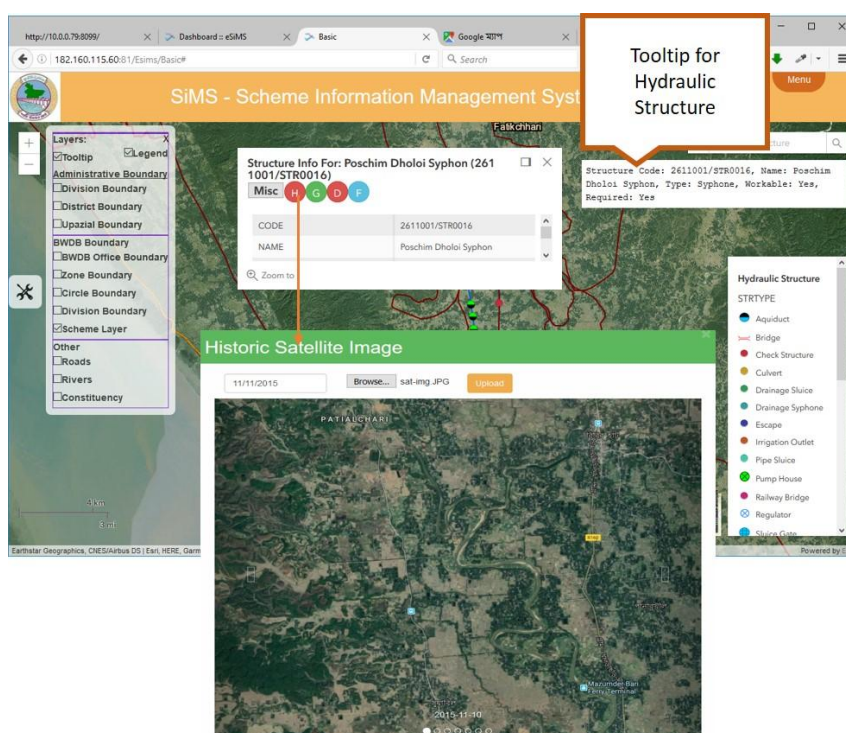 http://10.0.0.79:8099/
Dashboard :: eSiMS
Basic
Google ম্যাপ
182.160.115.60:81/Esims/Basic#
Search
Tooltip for
Hydraulic
Structure
Menu
SiMS - Scheme Information Management Syst
Fatikchhari
Layers:
X
Tooltip
Legend
Administrative Boundary
Division Boundary
District Boundary
Upazial Boundary
BWDB Boundary
BWDB Office Boundary
Zone Boundary
Circle Boundary
Division Boundary
Scheme Layer
Other
Roads
Rivers
Constituency
Structure Info For: Poschim Dholoi Syphon (261
1001/STR0016)
Misc H G D F
CODE 2611001/STR0016
NAME Poschim Dholoi Syphon
Zoom to
Structure Code: 2611001/STR0016, Name: Poschim
Dholoi Syphon, Type: Syphone, Workable: Yes,
Required: Yes
Hydraulic Structure
STRTYPE
Aquiduct
Bridge
Check Structure
Culvert
Drainage Sluice
Drainage Syphone
Escape
Irrigation Outlet
Pipe Sluice
Pump House
Railway Bridge
Regulator
Sluice Gate
Historic Satellite Image
11/11/2015
Browse... sat-img.JPG
Upload
PATIALCHARI
Mazumder Bari
Ferry Terminal
2015-11-10
4 km
3 mi
Earthstar Geographics, CNES/Airbus DS | Esri, HERE, Garm
Powered by E